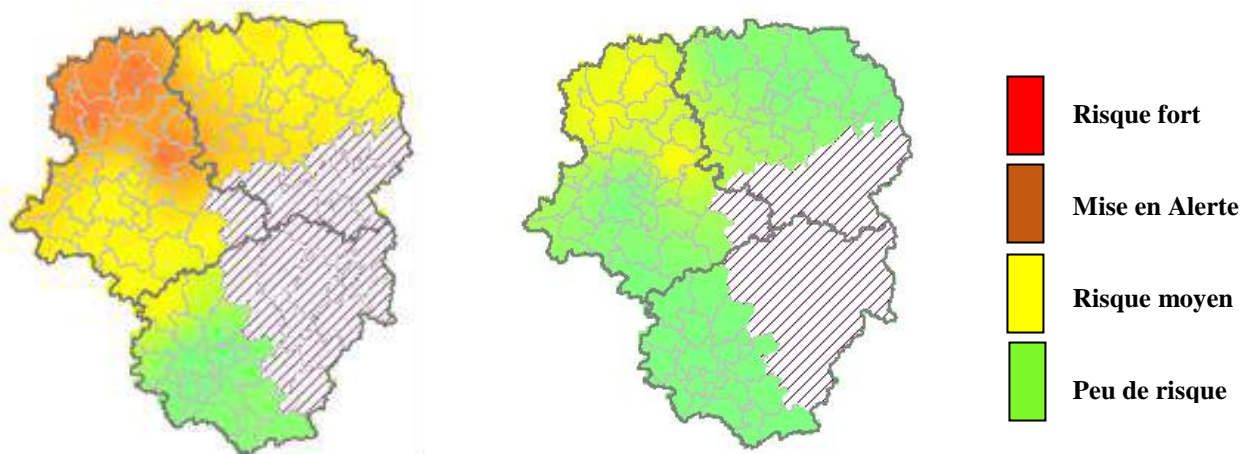 Risque fort
Mise en Alerte
Risque moyen
Peu de risque